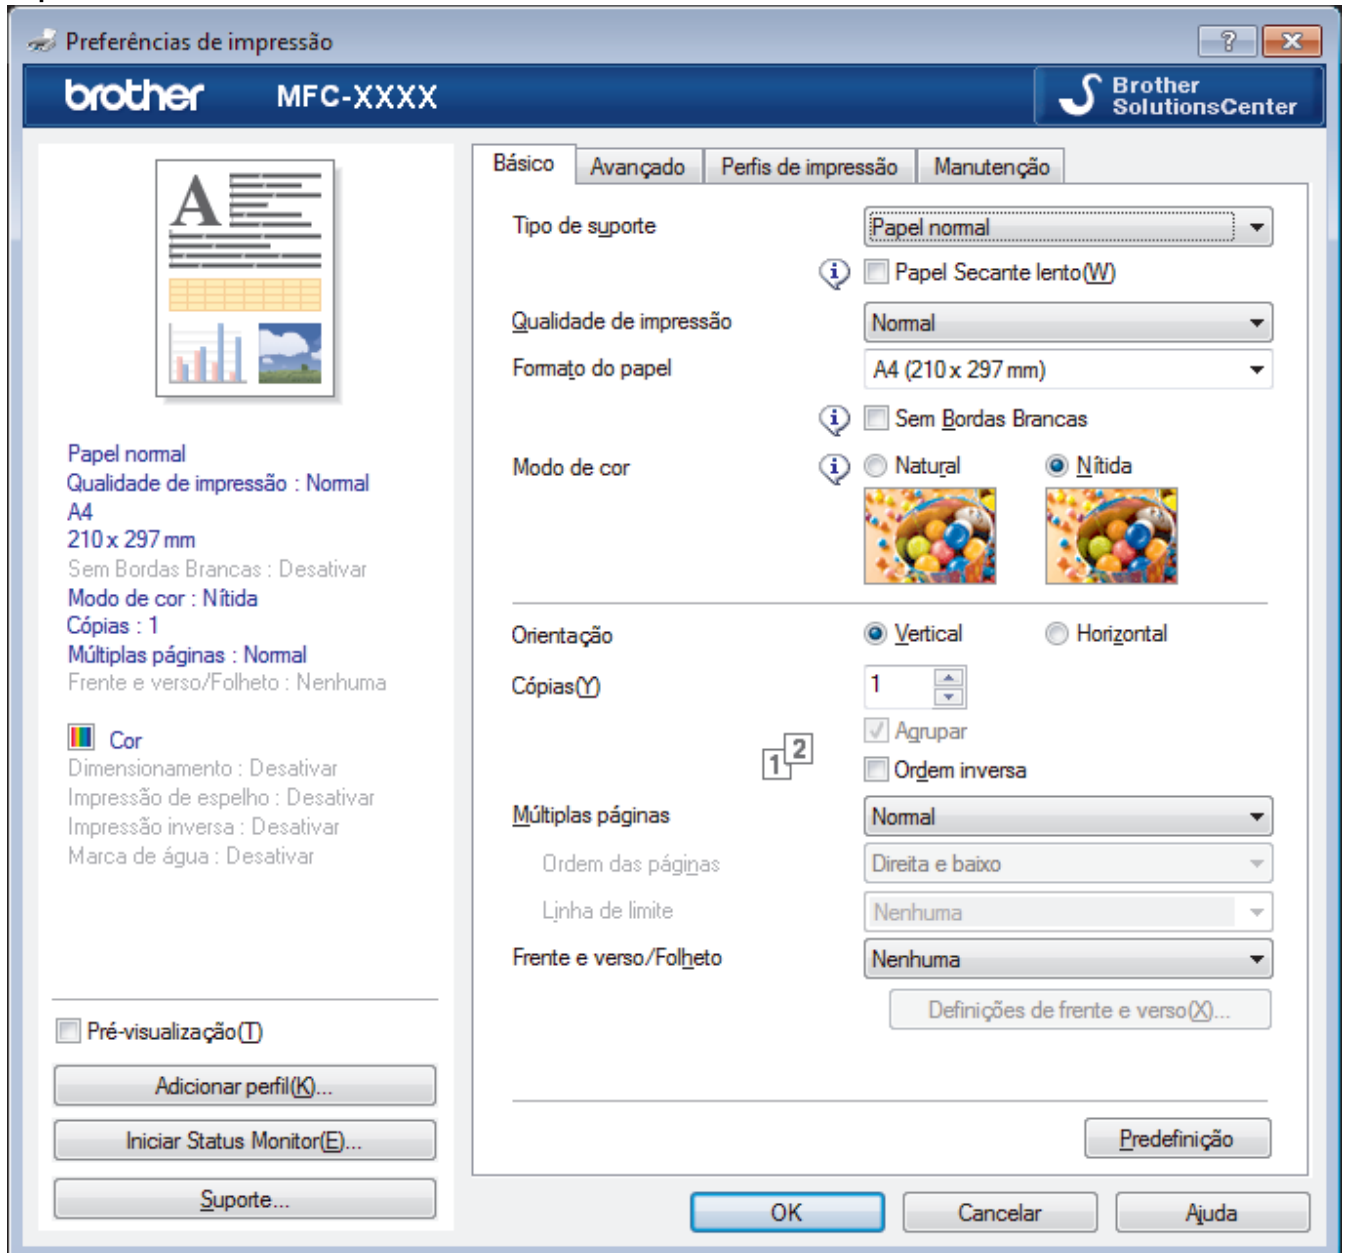 Preferências de impressão
brother MFC-XXXX
Brother
SolutionsCenter
A
Papel normal
Qualidade de impressão : Normal
A4
210 x 297 mm
Sem Bordas Brancas : Desativar
Modo de cor : Nítida
Cópias : 1
Múltiplas páginas : Normal
Frente e verso/Folheto : Nenhuma
Cor
Dimensionamento : Desativar
Impressão de espelho : Desativar
Impressão inversa : Desativar
Marca de água : Desativar
Pré-visualização(T)
Adicionar perfil(K)...
Iniciar Status Monitor(E)...
Suporte...
Básico Avançado Perfis de impressão Manutenção
Tipo de suporte Papel normal
Papel Secante lento(W)
Qualidade de impressão Normal
Formato do papel A4 (210 x 297 mm)
Sem Bordas Brancas
Modo de cor Natural Nítida
Orientação Vertical Horizontal
Cópias(Y) 1
Agrupar
1 2
Ordem inversa
Múltiplas páginas Normal
Ordem das páginas Direita e baixo
Linha de limite Nenhuma
Frente e verso/Folheto Nenhuma
Definições de frente e verso(X)...
Predefinição
OK Cancelar Ajuda